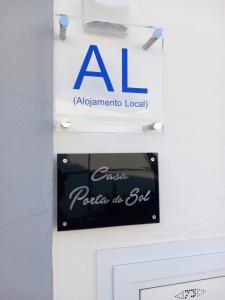 AL
(Alojamento Local)
Casa
Porta do Sol